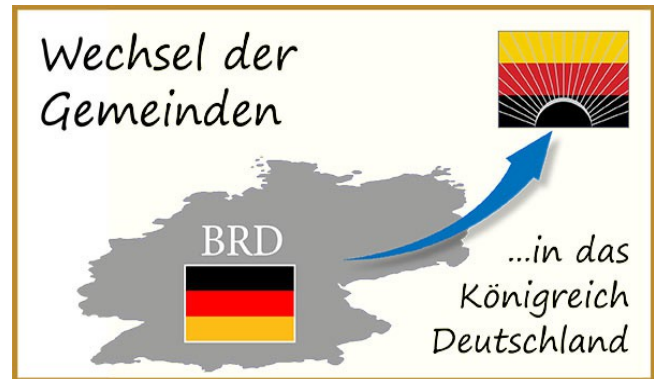 Wechsel der
Gemeinden
BRD
...in das
Königreich
Deutschland